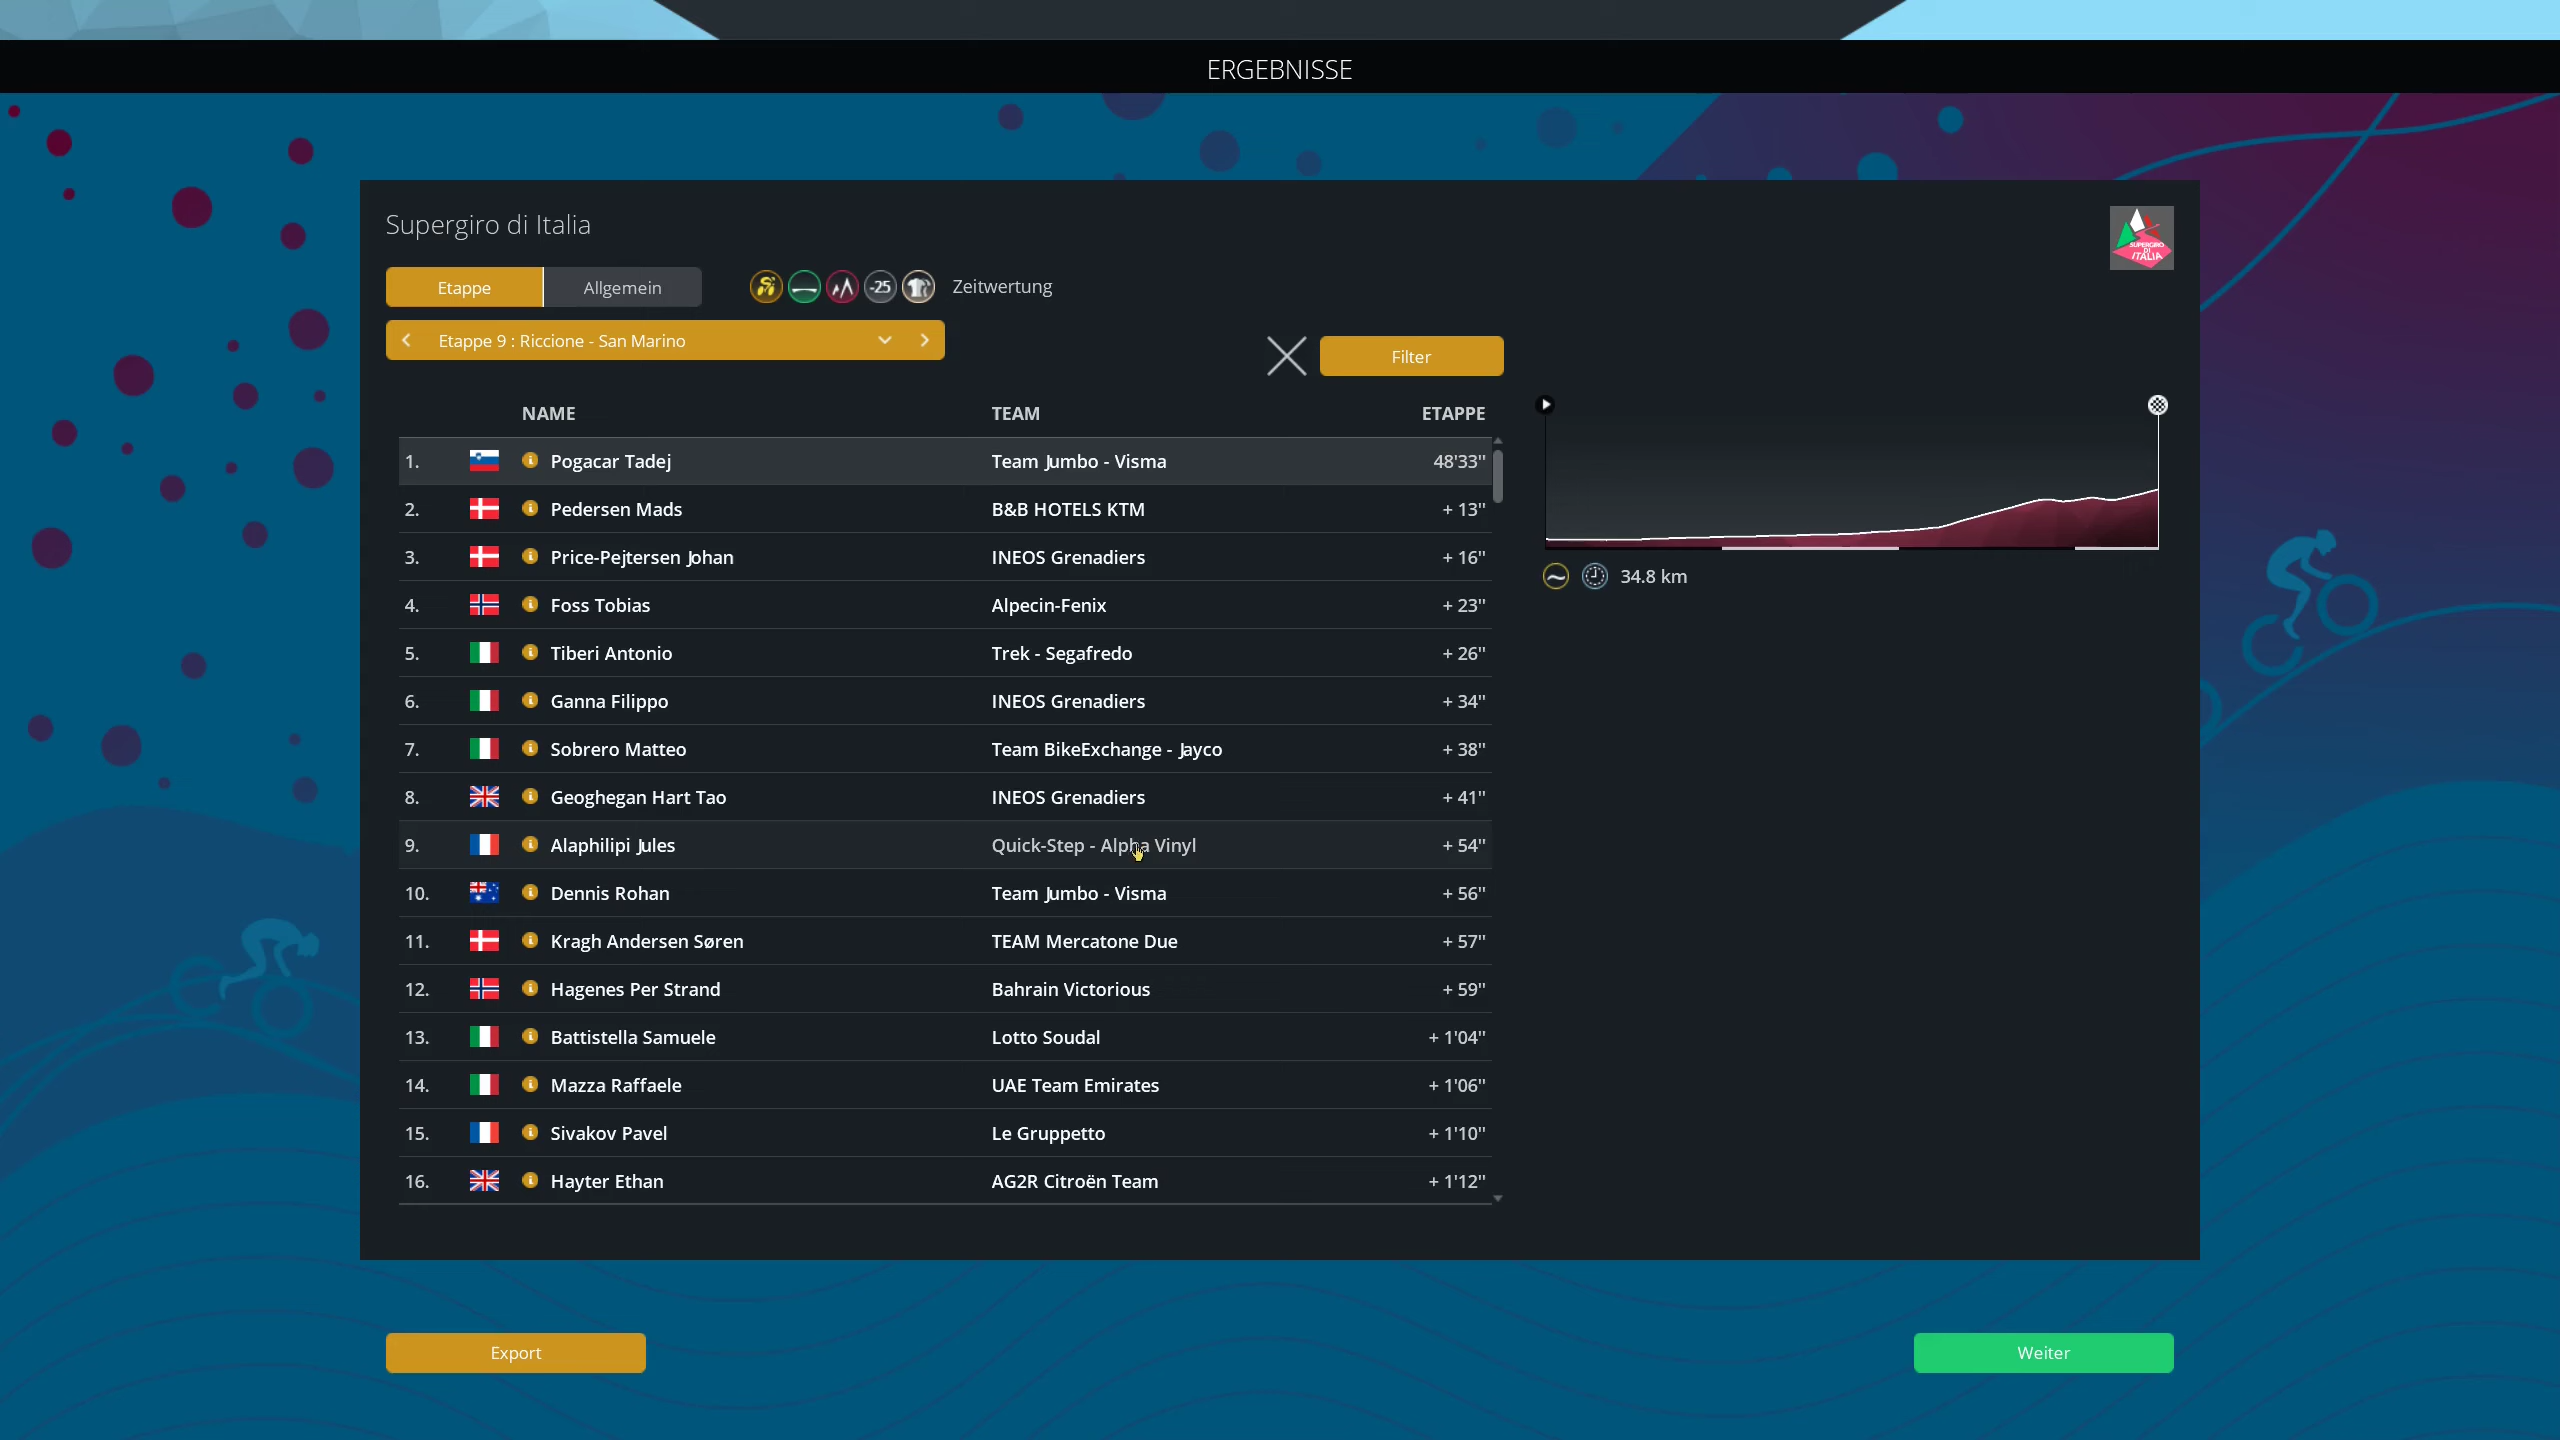 ERGEBNISSE
Supergiro di Italia
SUPERGIRO
DI
ITALIA
Etappe Allgemein -25 Zeitwertung
Etappe 9 : Riccione - San Marino
Filter
NAME TEAM ETAPPE
1. Pogacar Tadej Team Jumbo - Visma 48'33''
2. Pedersen Mads B&B HOTELS KTM + 13''
3. Price-Pejtersen Johan INEOS Grenadiers + 16''
4. Foss Tobias Alpecin-Fenix + 23''
5. Tiberi Antonio Trek - Segafredo + 26''
6. Ganna Filippo INEOS Grenadiers + 34''
7. Sobrero Matteo Team BikeExchange - Jayco + 38''
8. Geoghegan Hart Tao INEOS Grenadiers + 41''
9. Alaphilipi Jules Quick-Step - Alpha Vinyl + 54''
10. Dennis Rohan Team Jumbo - Visma + 56''
11. Kragh Andersen Søren TEAM Mercatone Due + 57''
12. Hagenes Per Strand Bahrain Victorious + 59''
13. Battistella Samuele Lotto Soudal + 1'04''
14. Mazza Raffaele UAE Team Emirates + 1'06''
15. Sivakov Pavel Le Gruppetto + 1'10''
16. Hayter Ethan AG2R Citroën Team + 1'12''
34.8 km
Export
Weiter